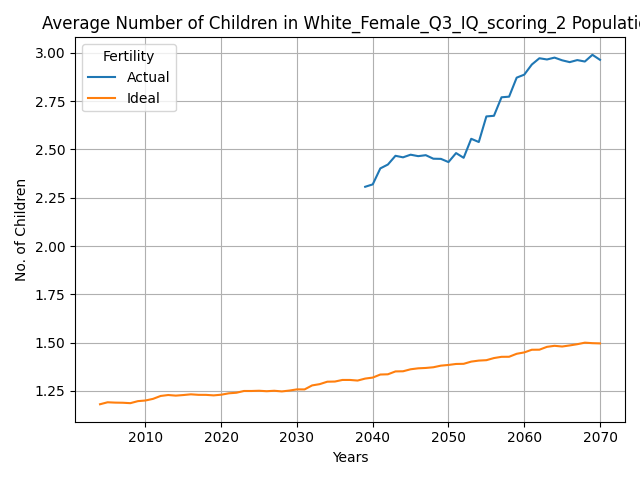 Average Number of Children in White_Female_Q3_IQ_scoring_2 Populatio
Fertility
Actual
Ideal
3.00
2.75
2.50
2.25
2.00
1.75
1.50
1.25
No. of Children
2010 2020 2030 2040 2050 2060 2070
Years